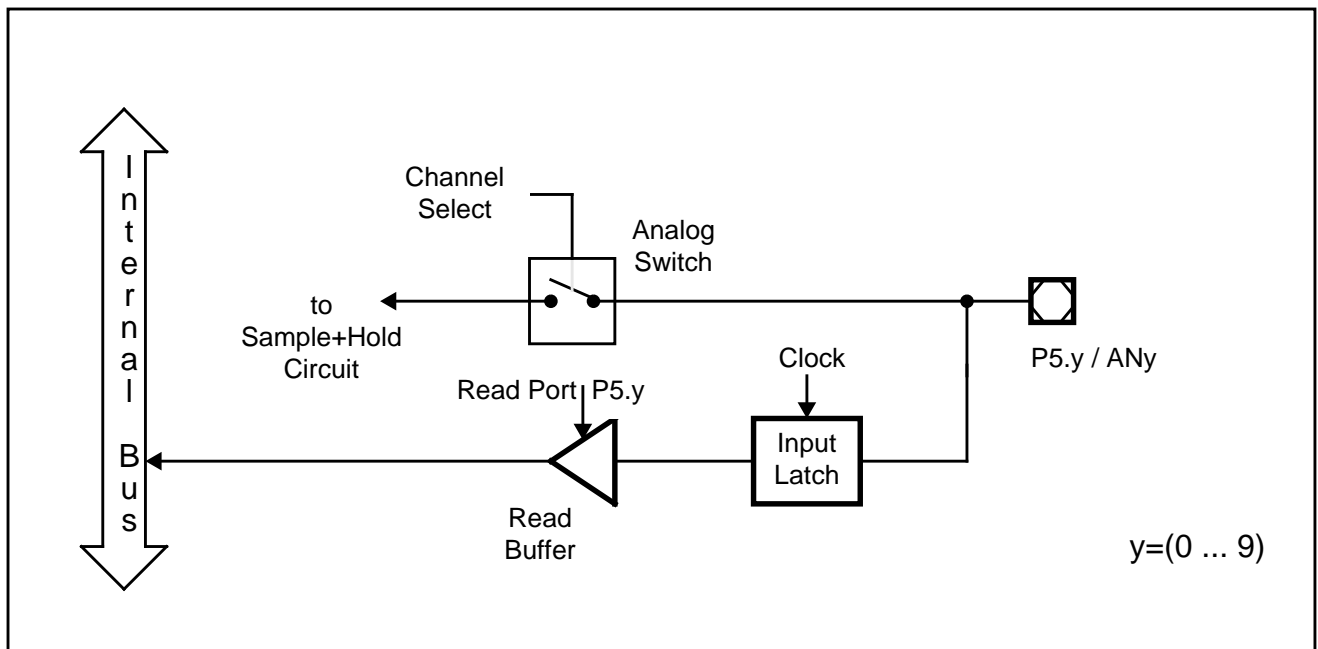 Internal Bus
Channel
Select
Analog
Switch
to
Sample+Hold
Circuit
P5.y / ANy
Clock
Read Port P5.y
Input
Latch
Read
Buffer
y=(0 ... 9)